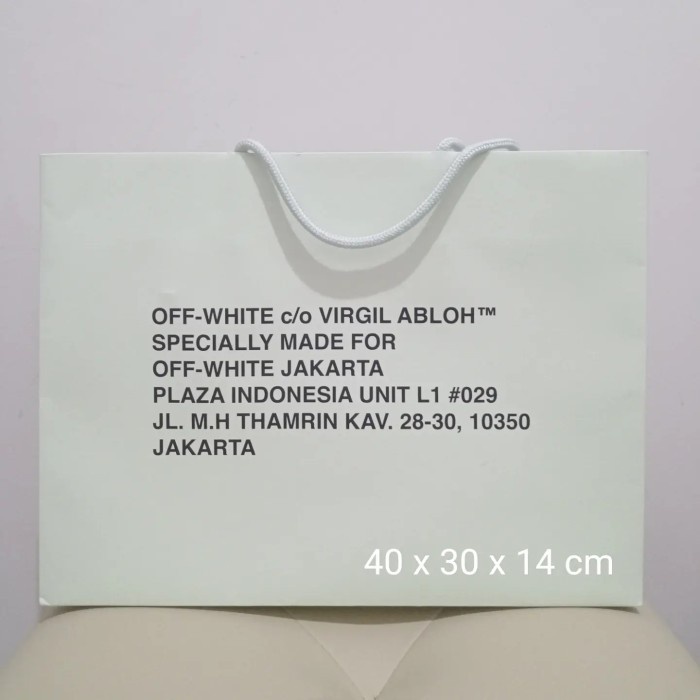 OFF-WHITE c/o VIRGIL ABLOH™
SPECIALLY MADE FOR
OFF-WHITE JAKARTA
PLAZA INDONESIA UNIT L1 #029
JL. M.H THAMRIN KAV. 28-30, 10350
JAKARTA
40 x 30 x 14 cm